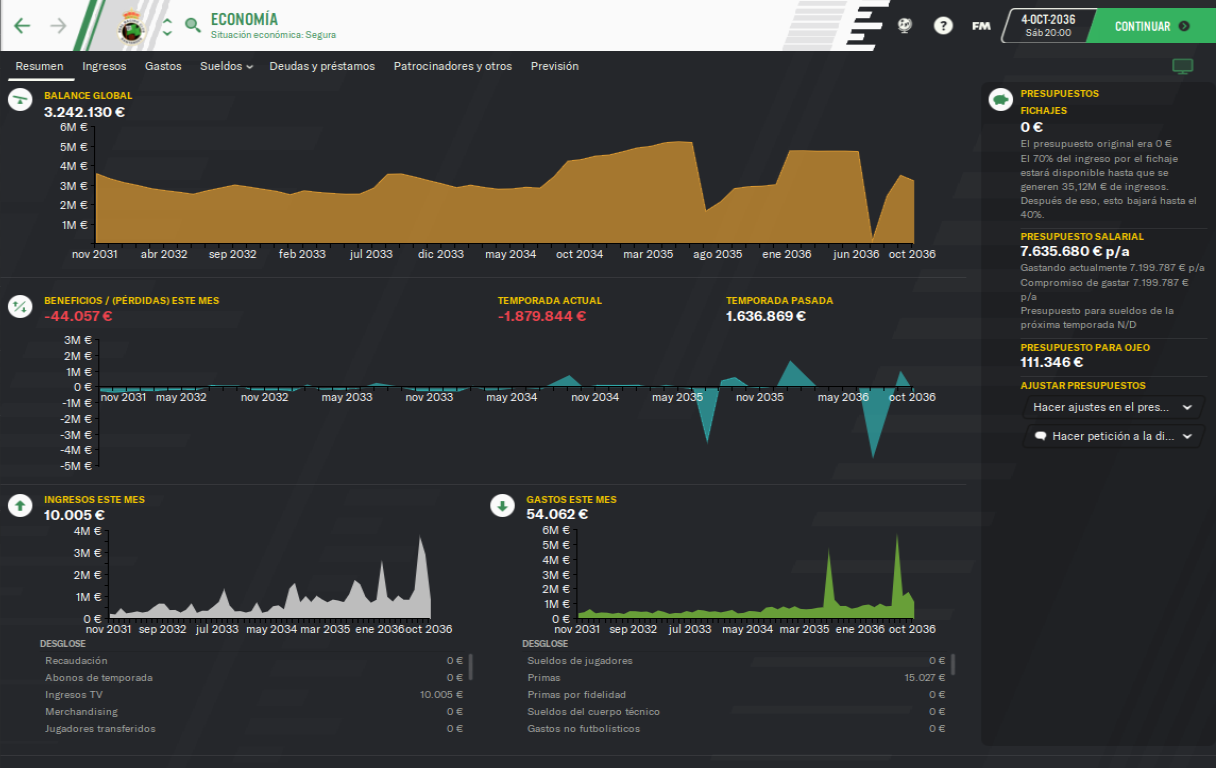 ECONOMÍA
Situación económica: Segura
?
FM
4-OCT-2036
Sáb 20:00
CONTINUAR
Resumen Ingresos Gastos Sueldos Deudas y préstamos Patrocinadores y otros Previsión
BALANCE GLOBAL
3.242.130 €
6M €
5M €
4M €
3M €
2M €
1M €
nov 2031 abr 2032 sep 2032 feb 2033 jul 2033 dic 2033 may 2034 oct 2034 mar 2035 ago 2035 ene 2036 jun 2036 oct 2036
BENEFICIOS / (PÉRDIDAS) ESTE MES
-44.057 €
TEMPORADA ACTUAL
-1.879.844 €
TEMPORADA PASADA
1.636.869 €
3M €
2M €
1M €
0 €
-1M €
-2M €
-3M €
-4M €
-5M €
nov 2031 may 2032 nov 2032 may 2033 nov 2033 may 2034 nov 2034 may 2035 nov 2035 may 2036 oct 2036
INGRESOS ESTE MES
10.005 €
4M €
3M €
2M €
1M €
0 €
nov 2031 sep 2032 jul 2033 may 2034 mar 2035 ene 2036 oct 2036
DESGLOSE
Recaudación 0 €
Abonos de temporada 0 €
Ingresos TV 10.005 €
Merchandising 0 €
Jugadores transferidos 0 €
GASTOS ESTE MES
54.062 €
6M €
5M €
4M €
3M €
2M €
1M €
0 €
nov 2031 sep 2032 jul 2033 may 2034 mar 2035 ene 2036 oct 2036
DESGLOSE
Sueldos de jugadores 0 €
Primas 15.027 €
Primas por fidelidad 0 €
Sueldos del cuerpo técnico 0 €
Gastos no futbolísticos 0 €
PRESUPUESTOS
FICHAJES
0 €
El presupuesto original era 0 €
El 70% del ingreso por el fichaje
estará disponible hasta que se
generen 35,12M € de ingresos.
Después de eso, esto bajará hasta el
40%.
PRESUPUESTO SALARIAL
7.635.680 € p/a
Gastando actualmente 7.199.787 € p/a
Compromiso de gastar 7.199.787 €
p/a
Presupuesto para sueldos de la
próxima temporada N/D
PRESUPUESTO PARA OJEO
111.346 €
AJUSTAR PRESUPUESTOS
Hacer ajustes en el pres...
Hacer petición a la di...